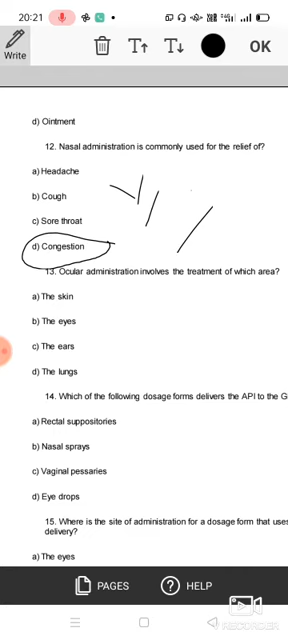 20:21
Write
T↑
T↓
OK
d) Ointment
12. Nasal administration is commonly used for the relief of?
a) Headache
b) Cough
c) Sore throat
d) Congestion
13. Ocular administration involves the treatment of which area?
a) The skin
b) The eyes
c) The ears
d) The lungs
14. Which of the following dosage forms delivers the API to the G
a) Rectal suppositories
b) Nasal sprays
c) Vaginal pessaries
d) Eye drops
15. Where is the site of administration for a dosage form that uses
delivery?
a) The eyes
PAGES
HELP
RECORDER